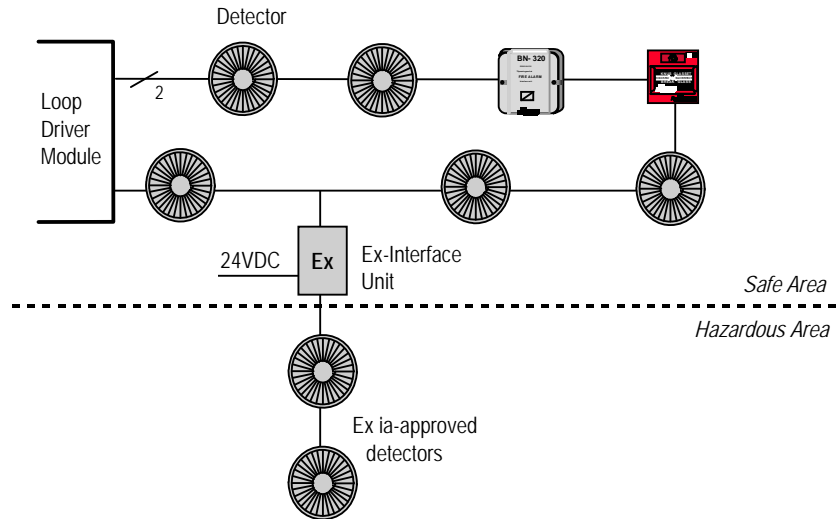 Detector
BN- 320
FIRE ALARM
2
Loop
Driver
Module
24VDC
Ex
Ex-Interface
Unit
Safe Area
Hazardous Area
Ex ia-approved
detectors